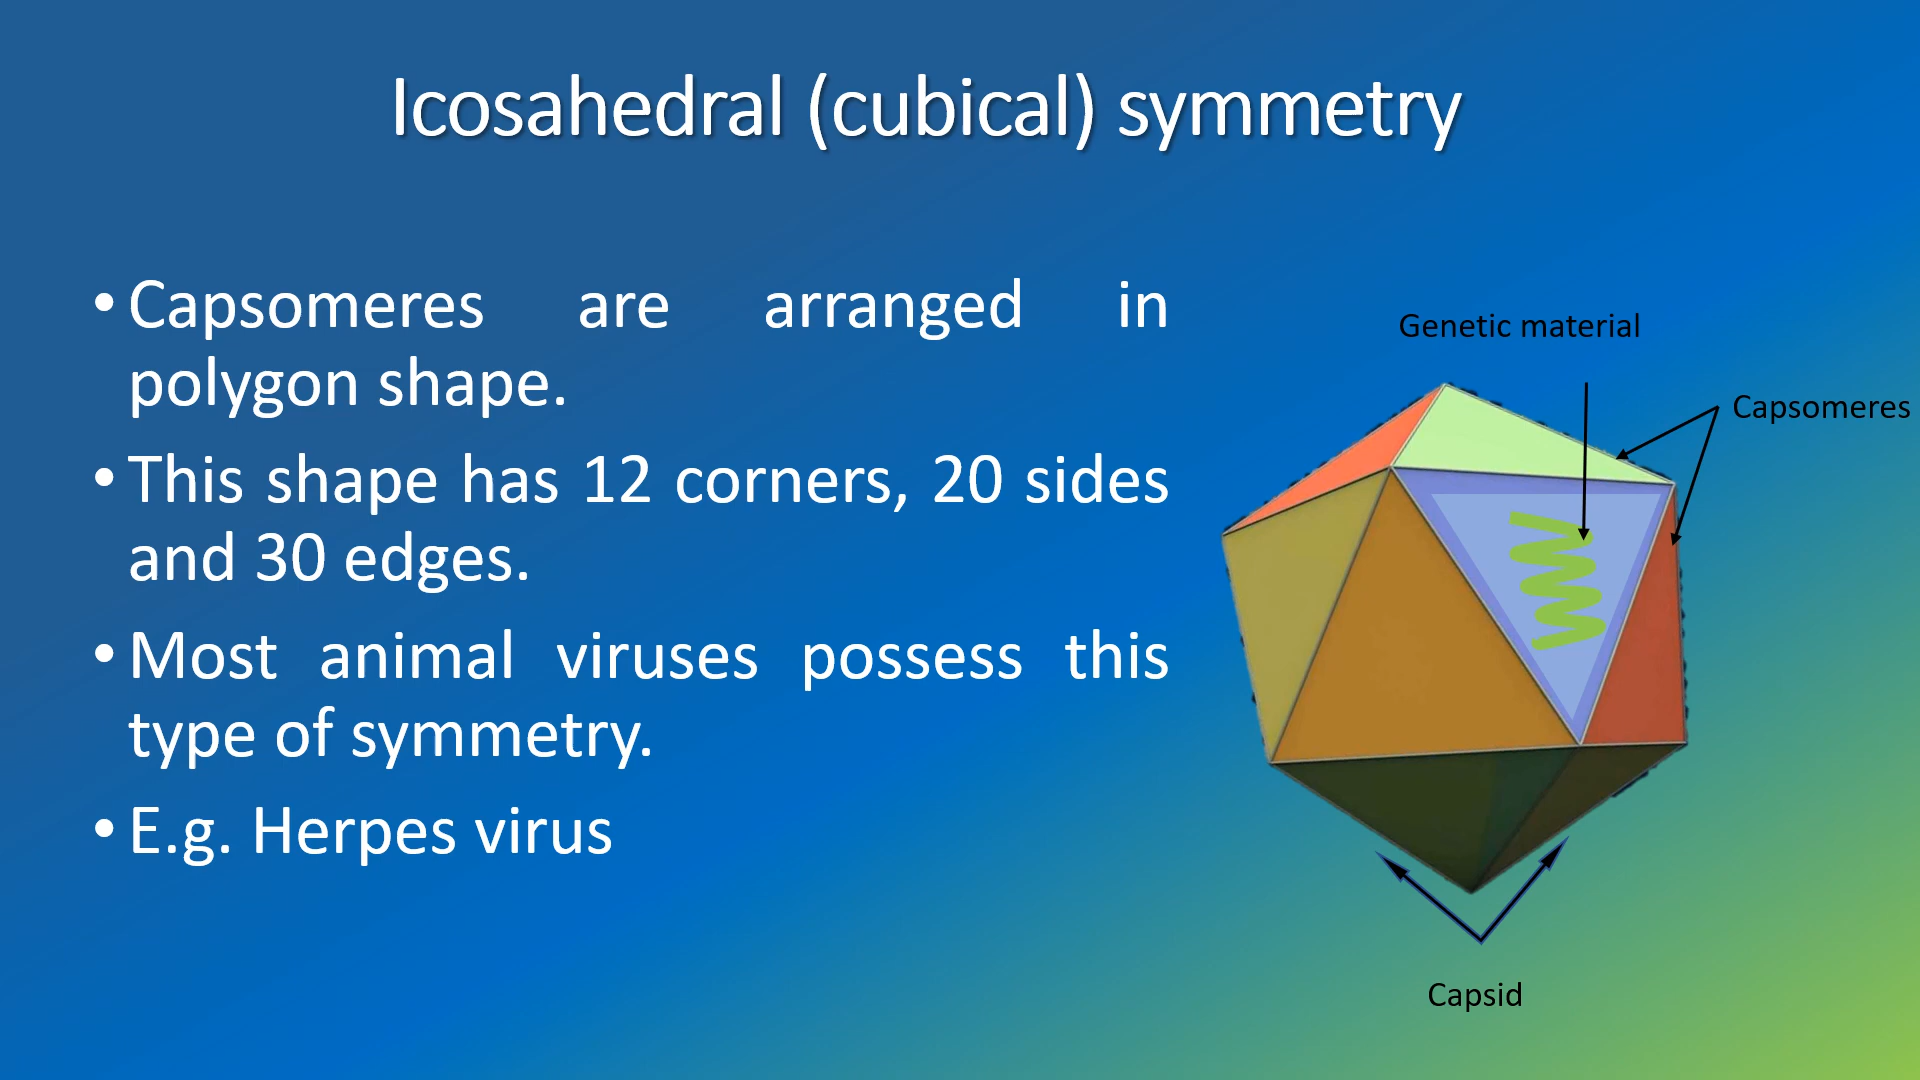 Icosahedral (cubical) symmetry
• Capsomeres are arranged in
polygon shape.
• This shape has 12 corners, 20 sides
and 30 edges.
• Most animal viruses possess this
type of symmetry.
• E.g. Herpes virus
Genetic material
Capsomeres
Capsid